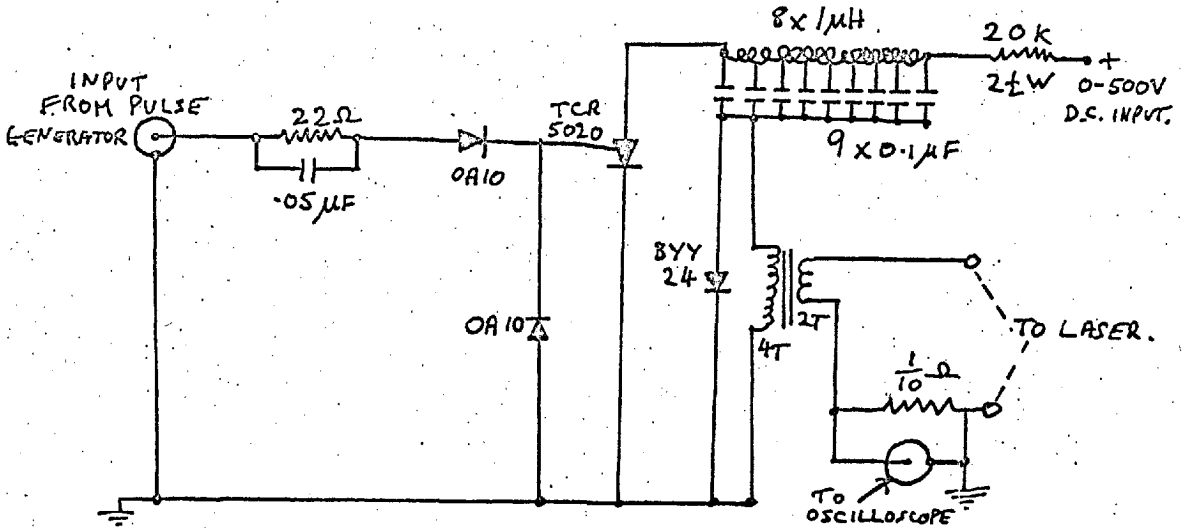 INPUT
FROM PULSE
GENERATOR
22Ω
.05μF
OA10
OA10
TCR
5020
8 x 1μH.
20k
2½W
+
0-500V
D.C. INPUT.
9 x 0.1μF
BYY
24
4T
2T
TO LASER.
1/10 Ω
TO
OSCILLOSCOPE